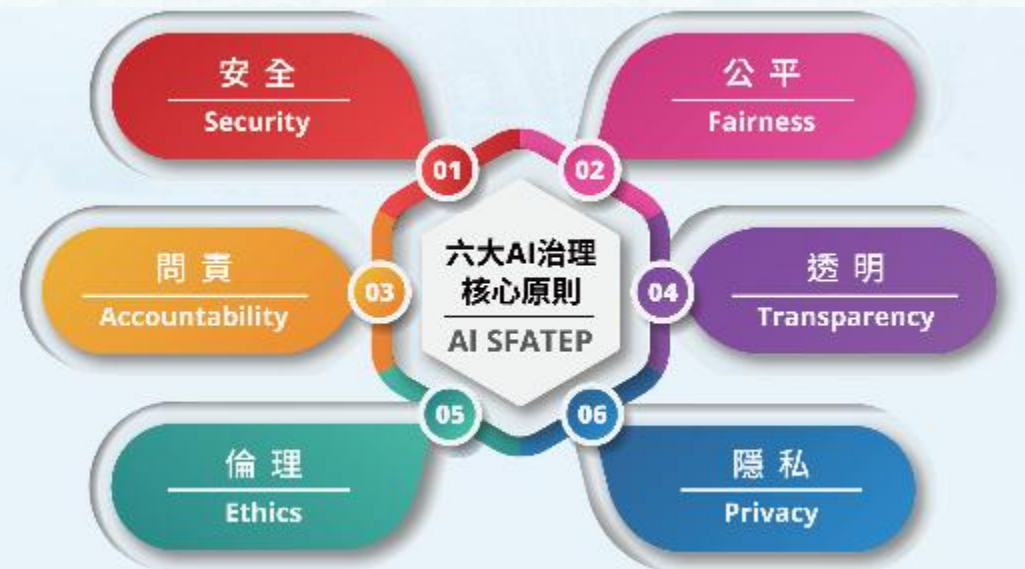 安全
Security
01
公平
Fairness
02
問責
Accountability
03
六大AI治理
核心原則
AI SFATEP
透明
Transparency
04
倫理
Ethics
05
隱私
Privacy
06